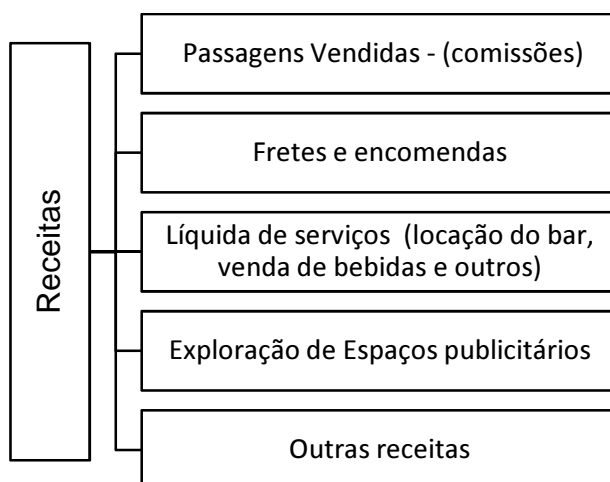 Receitas
Passagens Vendidas - (comissões)
Fretes e encomendas
Líquida de serviços (locação do bar,
venda de bebidas e outros)
Exploração de Espaços publicitários
Outras receitas